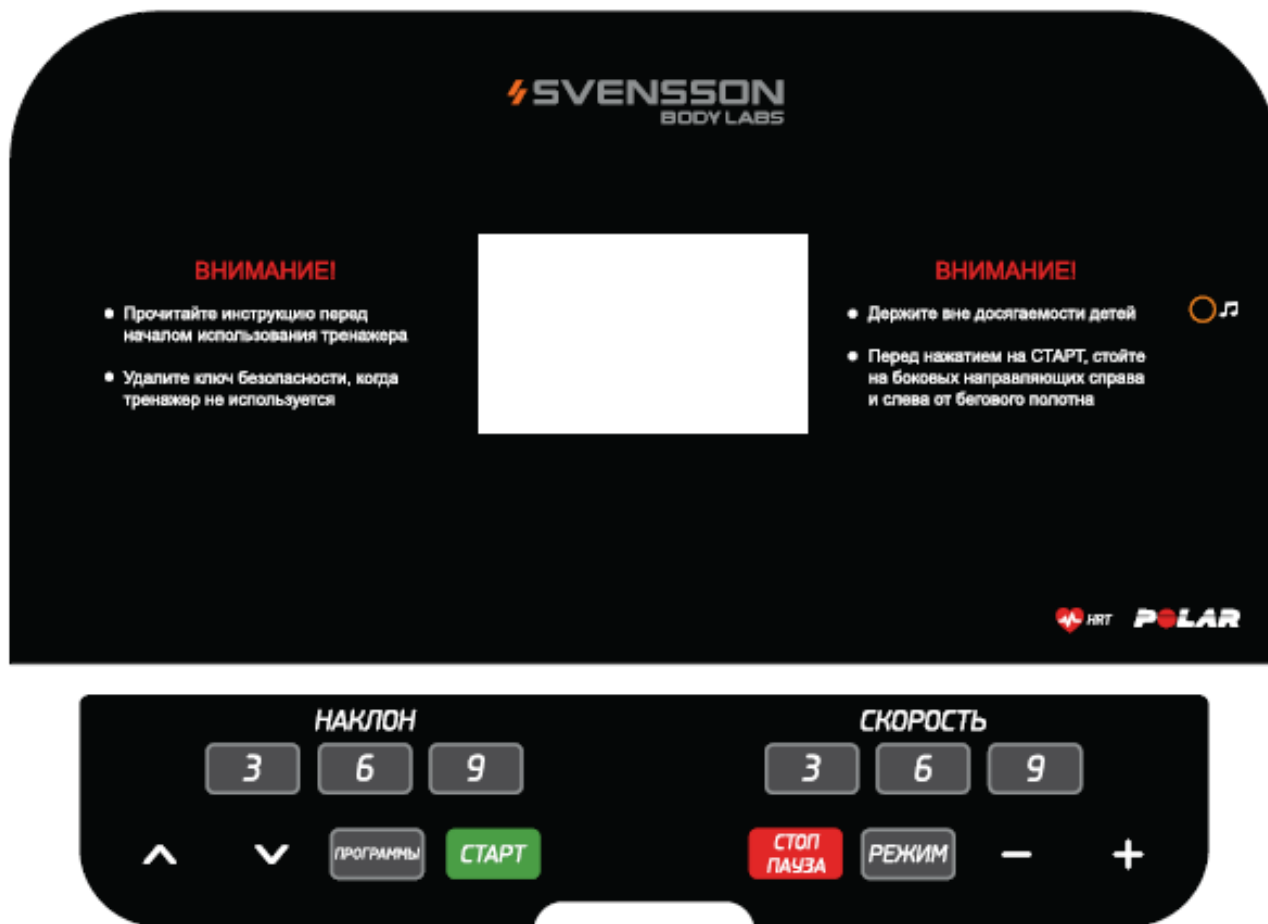 SVENSSON
BODY LABS
ВНИМАНИЕ!
Прочитайте инструкцию перед
началом использования тренажера
Удалите ключ безопасности, когда
тренажер не используется
ВНИМАНИЕ!
Держите вне досягаемости детей
Перед нажатием на СТАРТ, стойте
на боковых направляющих справа
и слева от бегового полотна
HRT POLAR
НАКЛОН
3 6 9
ПРОГРАММЫ СТАРТ
СКОРОСТЬ
3 6 9
СТОП
ПАУЗА
РЕЖИМ − +